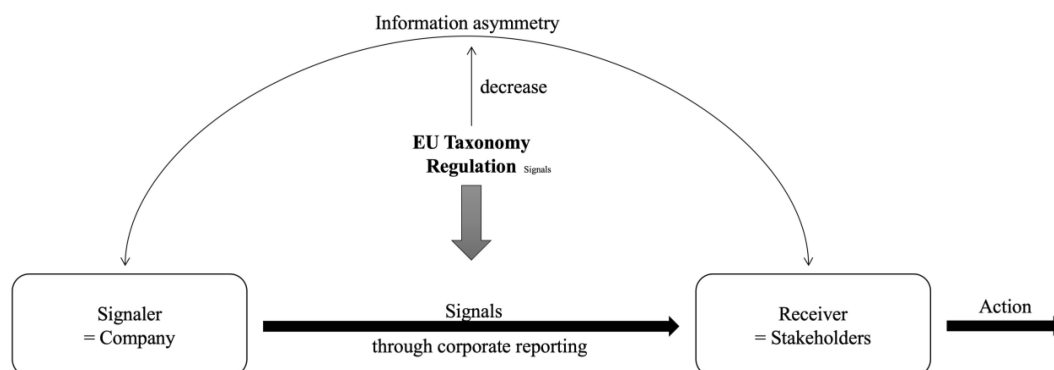 Information asymmetry
decrease
EU Taxonomy
Regulation Signals
Signaler
= Company
Signals
through corporate reporting
Receiver
= Stakeholders
Action